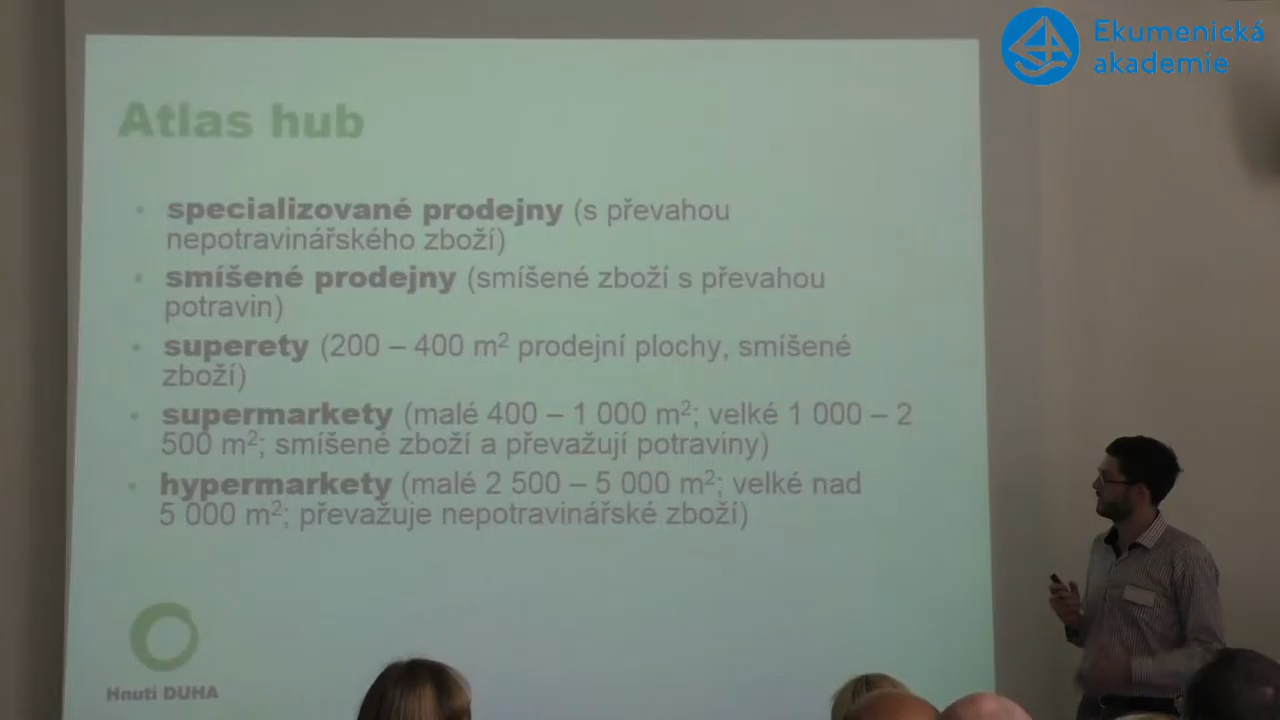 Ekumenická
akademie
Atlas hub
specializované prodejny (s převahou
nepotravinářského zboží)
smíšené prodejny (smíšené zboží s převahou
potravin)
superety (200 – 400 m² prodejní plochy, smíšené
zboží)
supermarkety (malé 400 – 1 000 m²; velké 1 000 – 2
500 m²; smíšené zboží a převažují potraviny)
hypermarkety (malé 2 500 – 5 000 m²; velké nad
5 000 m²; převažuje nepotravinářské zboží)
Hnutí DUHA